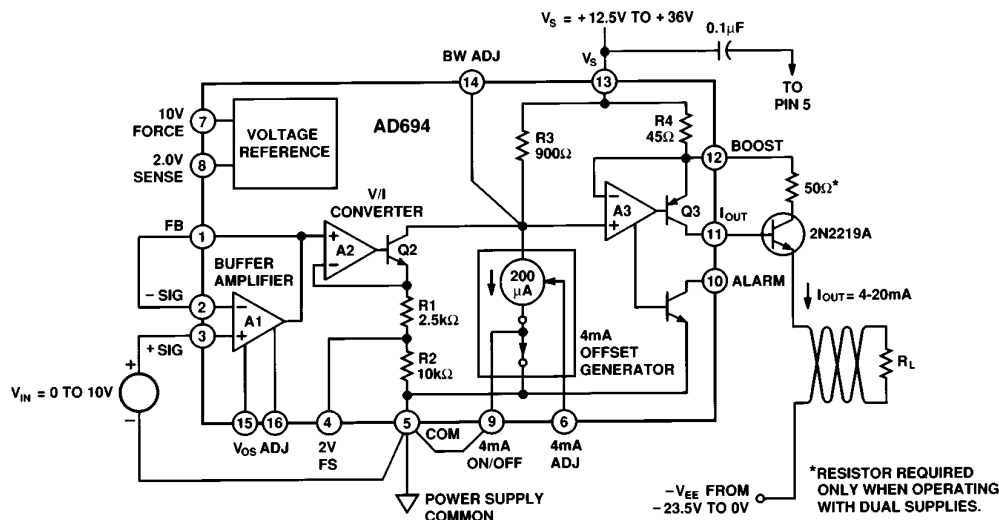 VS = +12.5V TO +36V
0.1µF
BW ADJ
VS
14
13
TO
PIN 5
10V
FORCE
7
VOLTAGE
REFERENCE
AD694
R3
900Ω
R4
45Ω
BOOST
12
2.0V
SENSE
8
50Ω*
V/I
CONVERTER
A3
Q3
IOUT
11
2N2219A
FB
1
A2
Q2
BUFFER
AMPLIFIER
200
µA
10
ALARM
– SIG
2
A1
R1
2.5kΩ
IOUT = 4-20mA
+ SIG
3
4mA
OFFSET
GENERATOR
R2
10kΩ
RL
VIN = 0 TO 10V
15
16
4
5
COM
9
6
VOS ADJ
2V
FS
4mA
ON/OFF
4mA
ADJ
POWER SUPPLY
COMMON
–VEE FROM
–23.5V TO 0V
*RESISTOR REQUIRED
ONLY WHEN OPERATING
WITH DUAL SUPPLIES.